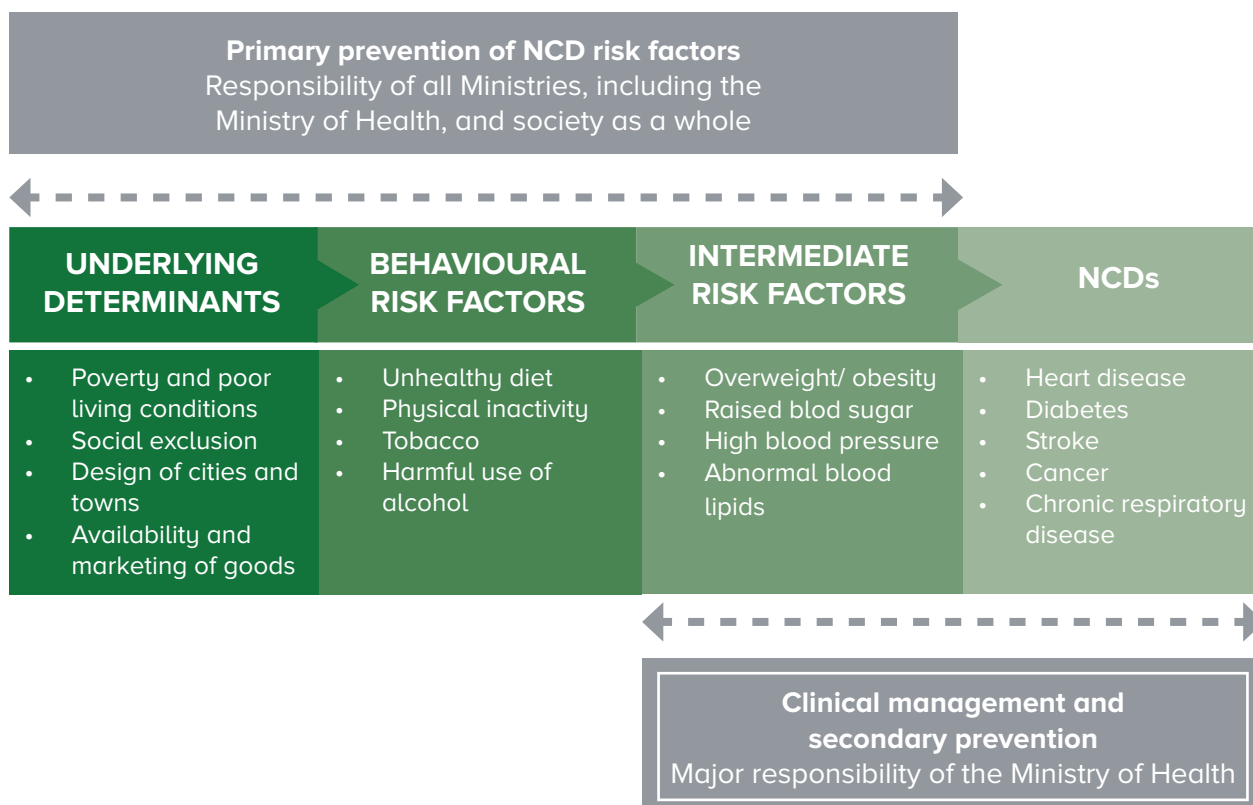 Primary prevention of NCD risk factors
Responsibility of all Ministries, including the
Ministry of Health, and society as a whole
UNDERLYING
DETERMINANTS
• Poverty and poor
living conditions
• Social exclusion
• Design of cities and
towns
• Availability and
marketing of goods
BEHAVIOURAL
RISK FACTORS
• Unhealthy diet
• Physical inactivity
• Tobacco
• Harmful use of
alcohol
INTERMEDIATE
RISK FACTORS
• Overweight/ obesity
• Raised blod sugar
• High blood pressure
• Abnormal blood
lipids
NCDs
• Heart disease
• Diabetes
• Stroke
• Cancer
• Chronic respiratory
disease
Clinical management and
secondary prevention
Major responsibility of the Ministry of Health